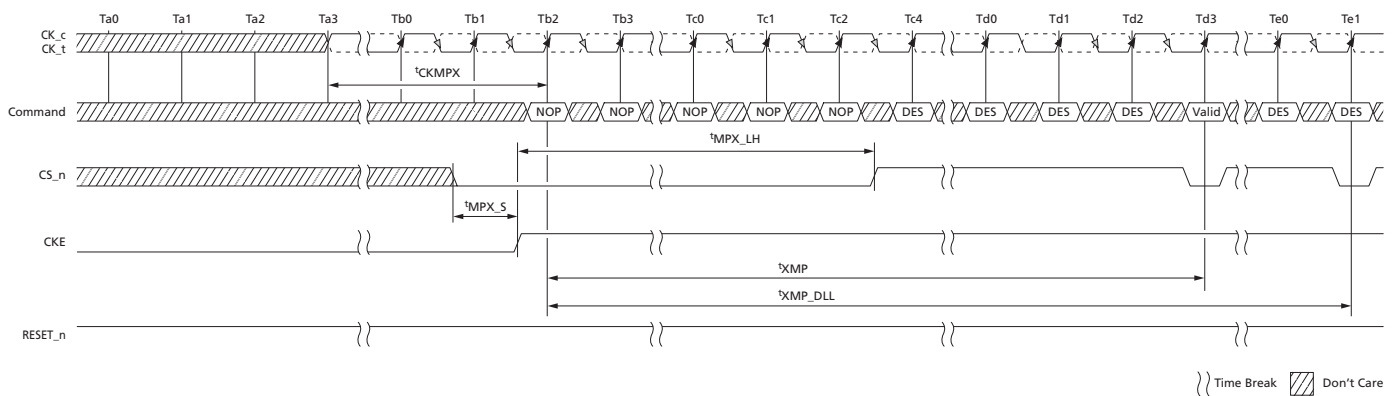 Ta0 Ta1 Ta2 Ta3 Tb0 Tb1 Tb2 Tb3 Tc0 Tc1 Tc2 Tc4 Td0 Td1 Td2 Td3 Te0 Te1
CK_c
CK_t
tCKMPX
Command NOP NOP NOP NOP NOP DES DES DES DES Valid DES DES
tMPX_LH
CS_n
tMPX_S
CKE
tXMP
tXMP_DLL
RESET_n
Time Break Don't Care